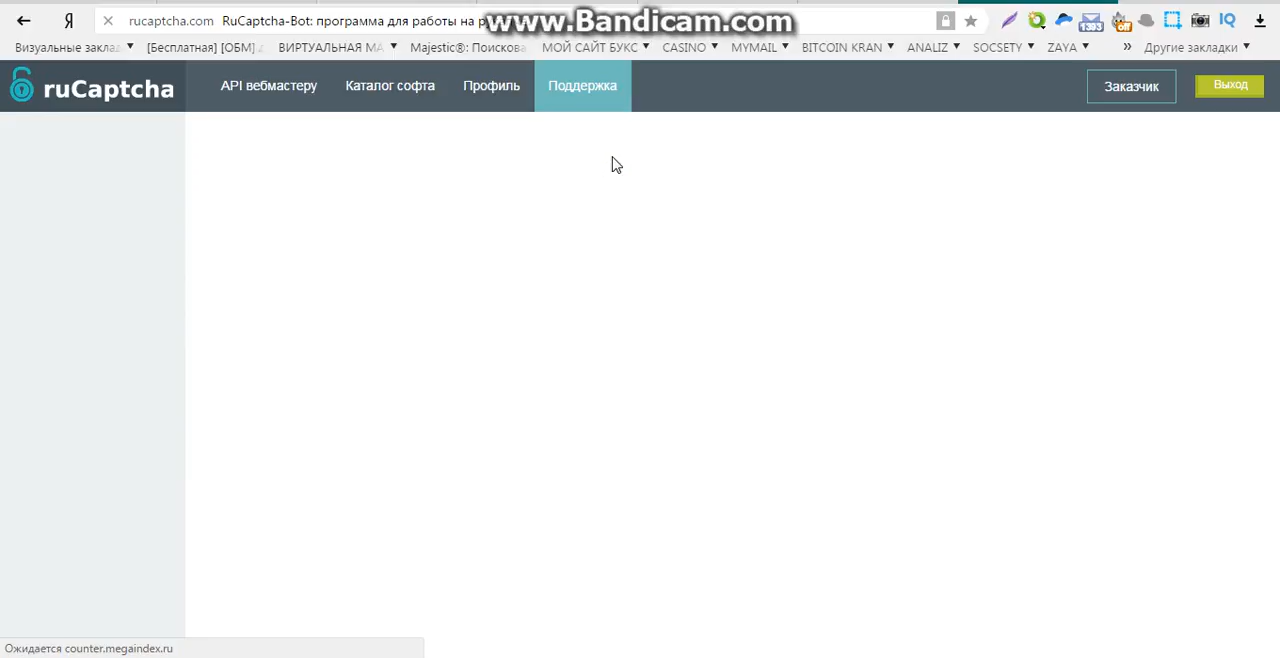 Я rucaptcha.com RuCaptcha-Bot: программа для работы на
www.Bandicam.com
Визуальные заклад [Бесплатная] [ОБМ] ВИРТУАЛЬНАЯ МА Majestic®: Поискова МОЙ САЙТ БУКС CASINO MYMAIL BITCOIN KRAN ANALIZ SOCSETY ZAYA » Другие закладки
ruCaptcha API вебмастеру Каталог софта Профиль Поддержка Заказчик Выход
Ожидается counter.megaindex.ru